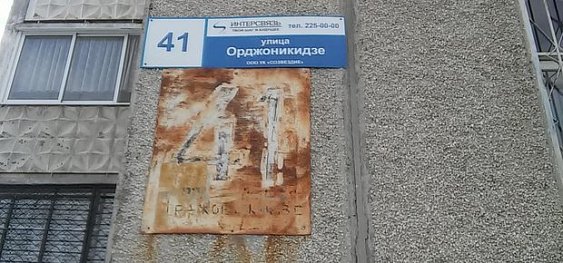 ИНТЕРСВЯЗЬ
тел. 225-00-00
41
улица
Орджоникидзе
ООО УК «СОЗВЕЗДИЕ»
41